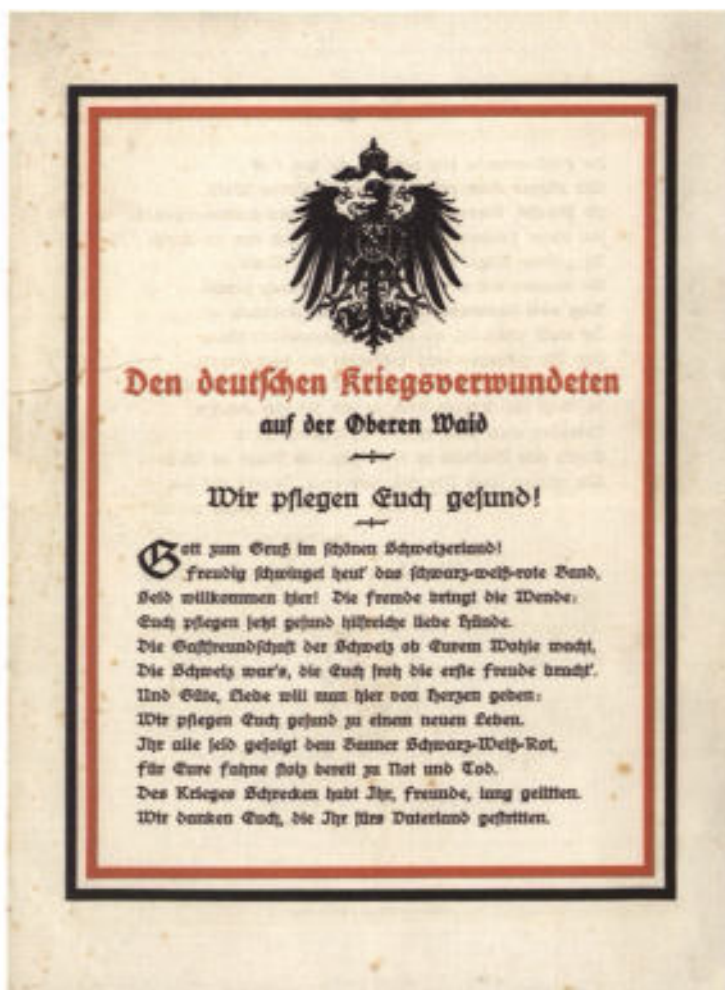 Den deutschen Kriegsverwundeten
auf der Oberen Waid
Wir pflegen Euch gesund!
Gott zum Gruß im schönen Schweizerland!
Freudig schwinget heut' das schwarz-weiß-rote Band,
Seid willkommen hier! Die Fremde bringt die Wende:
Euch pflegen jetzt gesund hilfreiche liebe Hände.
Die Gastfreundschaft der Schweiz ob Eurem Wohle wacht,
Die Schweiz war's, die Euch froh die erste Freude bracht'.
Und Güte, Liebe will man hier von Herzen geben:
Wir pflegen Euch gesund zu einem neuen Leben.
Ihr alle seid gefolgt dem Banner Schwarz-Weiß-Rot,
Für Eure Fahne stolz bereit zu Not und Tod.
Des Krieges Schrecken habt Ihr, Freunde, lang gelitten.
Wir danken Euch, die Ihr fürs Vaterland gestritten.